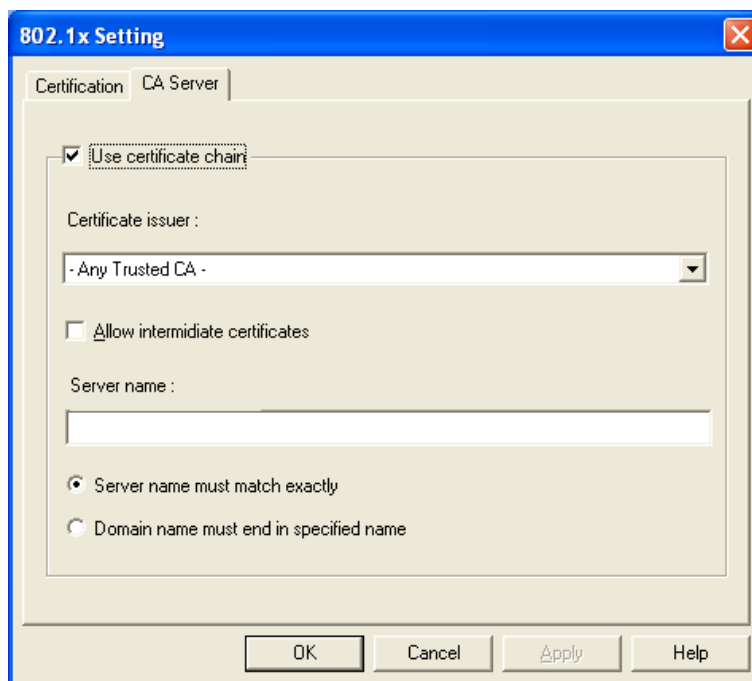 802.1x Setting
Certification CA Server
Use certificate chain
Certificate issuer :
- Any Trusted CA -
Allow intermidiate certificates
Server name :
Server name must match exactly
Domain name must end in specified name
OK Cancel Apply Help